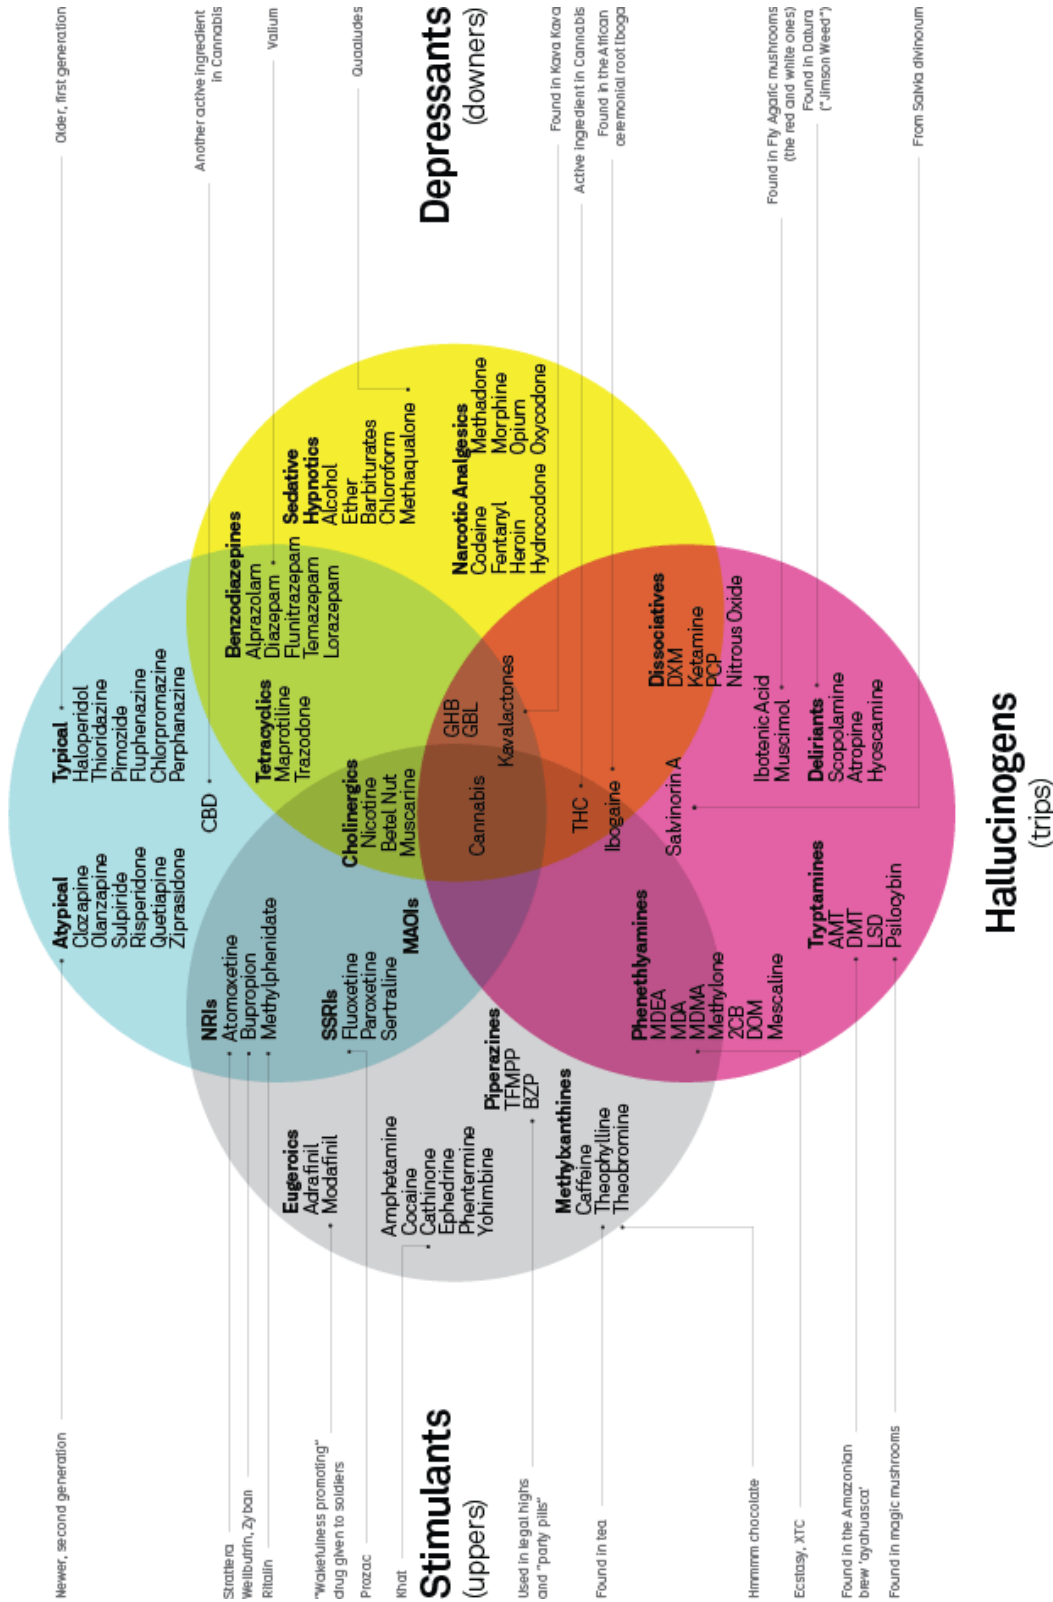 Newer, second generation
Older, first generation
Atypical
Clozapine
Olanzapine
Sulpiride
Risperidone
Quetiapine
Ziprasidone
Typical
Haloperidol
Thioridazine
Pimozide
Fluphenazine
Chlorpromazine
Perphanazine
Another active ingredient
in Cannabis
CBD
Strattera
Wellbutrin, Zyban
Ritalin
NRIs
Atomoxetine
Bupropion
Methylphenidate
Valium
Benzodiazepines
Alprazolam
Diazepam
Flunitrazepam
Temazepam
Lorazepam
Tetracyclics
Maprotiline
Trazodone
"Wakefulness promoting"
drug given to soldiers
Eugeroics
Adrafinil
Modafinil
Sedative
Hypnotics
Alcohol
Ether
Barbiturates
Chloroform
Methaqualone
Quaaludes
Prozac
SSRIs
Fluoxetine
Paroxetine
Sertraline
Cholinergics
Nicotine
Betel Nut
Muscarine
MAOIs
Khat
Amphetamine
Cocaine
Cathinone
Ephedrine
Phentermine
Yohimbine
Stimulants
(uppers)
Depressants
(downers)
GHB
GBL
Cannabis
Kavalactones
Narcotic Analgesics
Codeine
Fentanyl
Heroin
Hydrocodone
Methadone
Morphine
Opium
Oxycodone
Used in legal highs
and "party pills"
Piperazines
TFMPP
BZP
Found in Kava Kava
Active ingredient in Cannabis
THC
Found in the African
ceremonial root Iboga
Ibogaine
Found in tea
Methylxanthines
Caffeine
Theophylline
Theobromine
Phenethlyamines
MDEA
MDA
MDMA
Methylone
2CB
DOM
Mescaline
Salvinorin A
Dissociatives
DXM
Ketamine
PCP
Nitrous Oxide
Hmmmm chocolate
Ecstasy, XTC
Ibotenic Acid
Muscimol
Found in Fly Agaric mushrooms
(the red and white ones)
Found in Datura
("Jimson Weed")
Deliriants
Scopolamine
Atropine
Hyoscamine
Tryptamines
AMT
DMT
LSD
Psilocybin
Found in the Amazonian
brew 'ayahuasca'
Found in magic mushrooms
From Salvia divinorum
Hallucinogens
(trips)